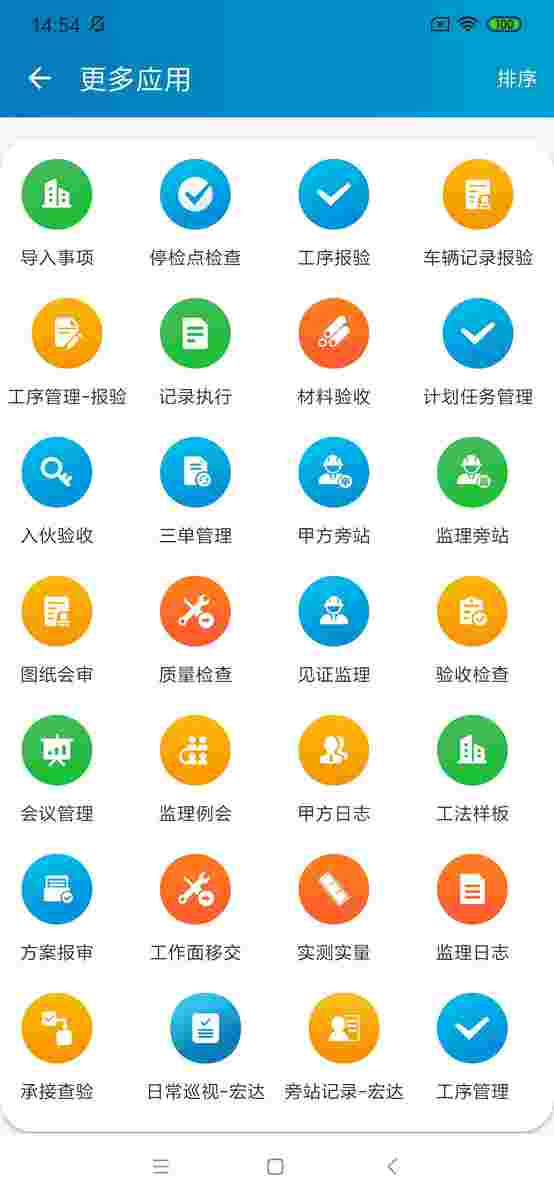 14:54
100
更多应用
排序
导入事项 停检点检查 工序报验 车辆记录报验
工序管理-报验 记录执行 材料验收 计划任务管理
入伙验收 三单管理 甲方旁站 监理旁站
图纸会审 质量检查 见证监理 验收检查
会议管理 监理例会 甲方日志 工法样板
方案报审 工作面移交 实测实量 监理日志
承接查验 日常巡视-宏达 旁站记录-宏达 工序管理